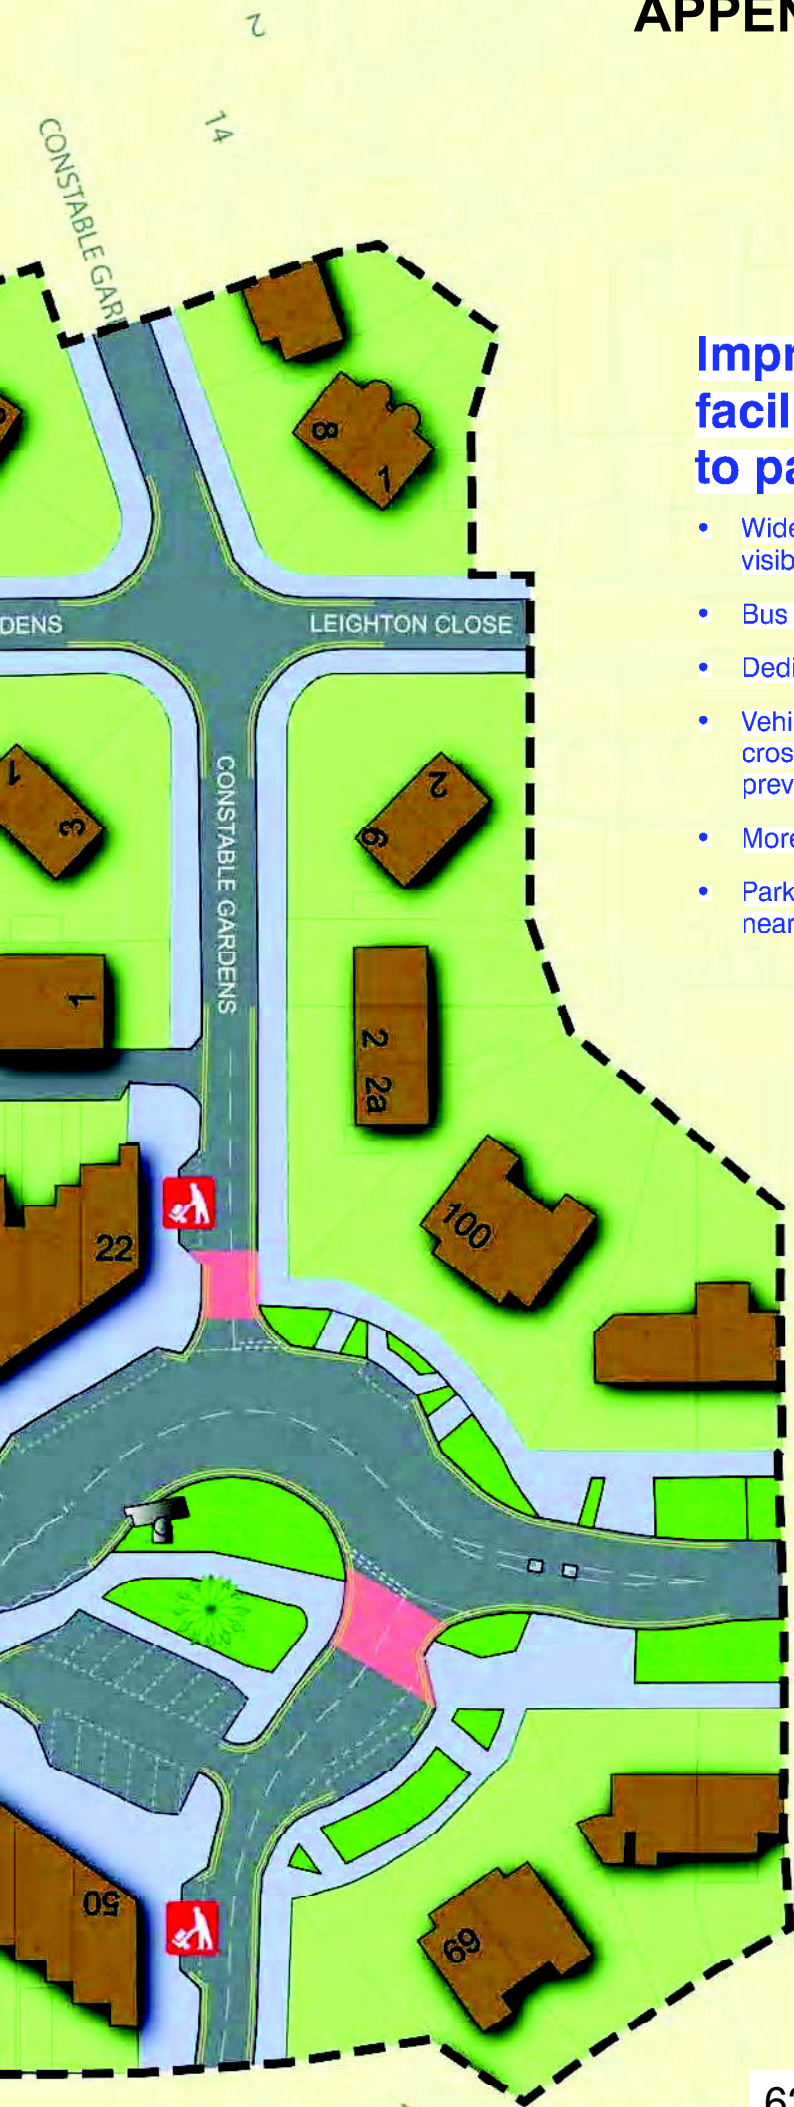 APPEN
2
14
CONSTABLE GAR
8
1
Impr
facil
to pa
• Wide
visib
• Bus
• Dedi
• Vehi
cros
prev
• More
• Park
near
DENS
LEIGHTON CLOSE
CONSTABLE GARDENS
1
3
2
6
1
2
2a
22
100
50
69
62